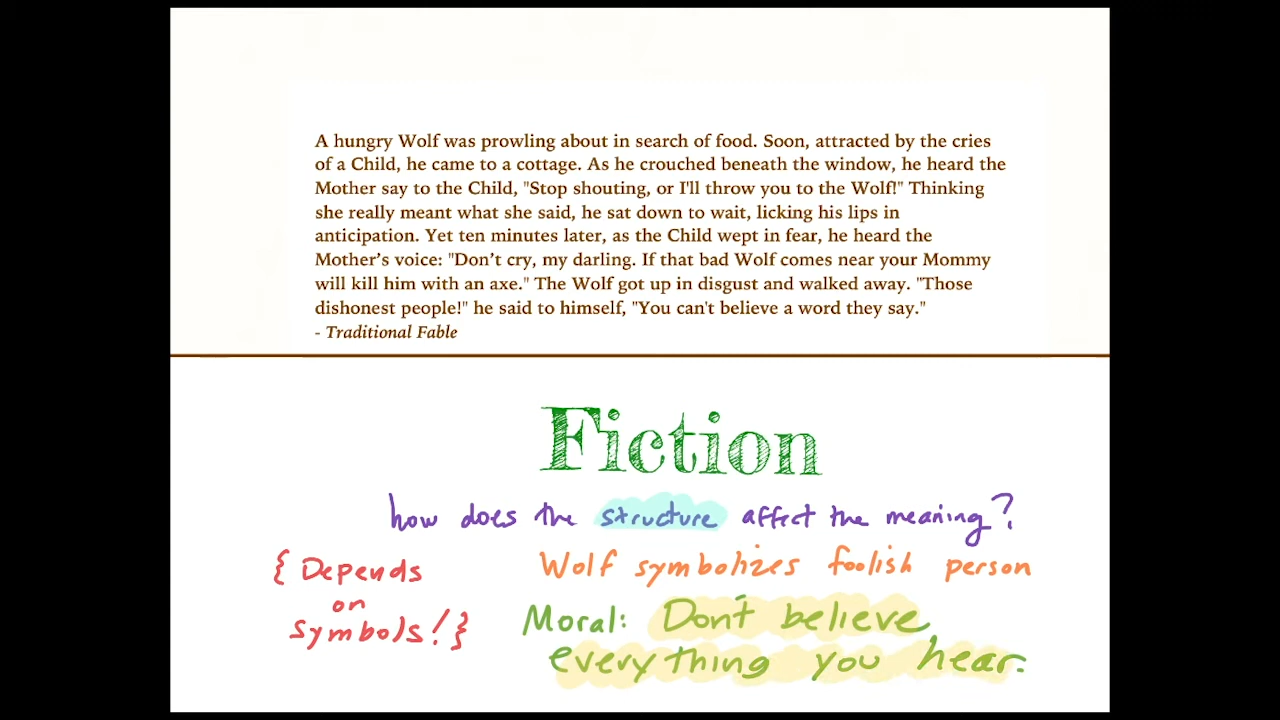 A hungry Wolf was prowling about in search of food. Soon, attracted by the cries
of a Child, he came to a cottage. As he crouched beneath the window, he heard the
Mother say to the Child, "Stop shouting, or I'll throw you to the Wolf!" Thinking
she really meant what she said, he sat down to wait, licking his lips in
anticipation. Yet ten minutes later, as the Child wept in fear, he heard the
Mother’s voice: "Don’t cry, my darling. If that bad Wolf comes near your Mommy
will kill him with an axe." The Wolf got up in disgust and walked away. "Those
dishonest people!" he said to himself, "You can't believe a word they say."
- Traditional Fable
Fiction
how does the structure affect the meaning?
{Depends
on
symbols!}
Wolf symbolizes foolish person
Moral: Don't believe
everything you hear.